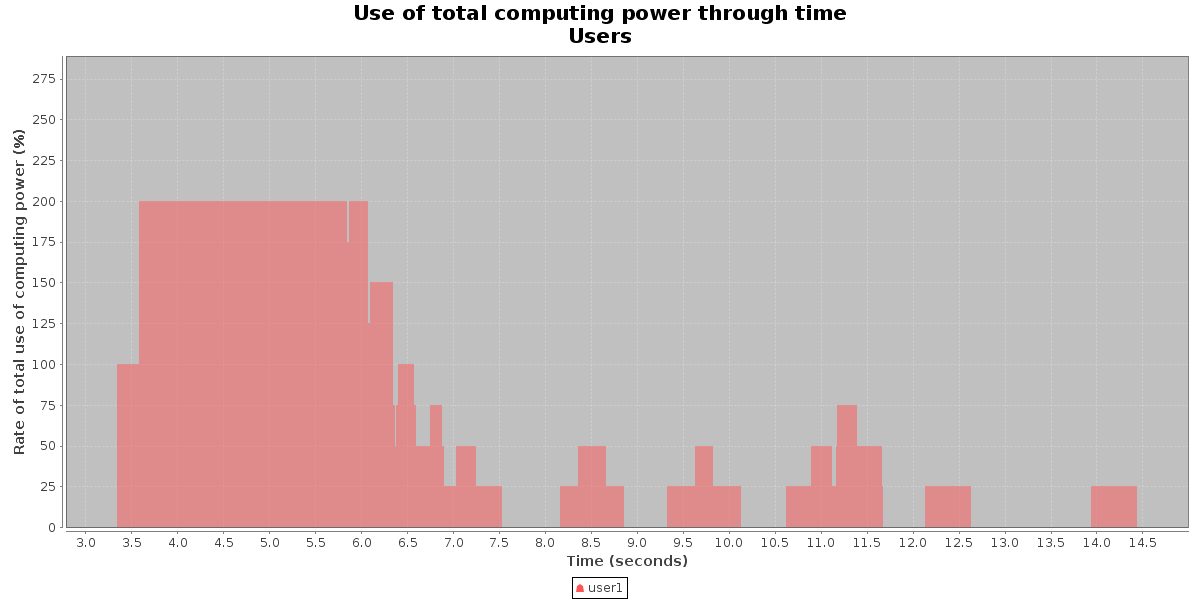 Use of total computing power through time
Users
Rate of total use of computing power (%)
275
250
225
200
175
150
125
100
75
50
25
0
3.0 3.5 4.0 4.5 5.0 5.5 6.0 6.5 7.0 7.5 8.0 8.5 9.0 9.5 10.0 10.5 11.0 11.5 12.0 12.5 13.0 13.5 14.0 14.5
Time (seconds)
user1